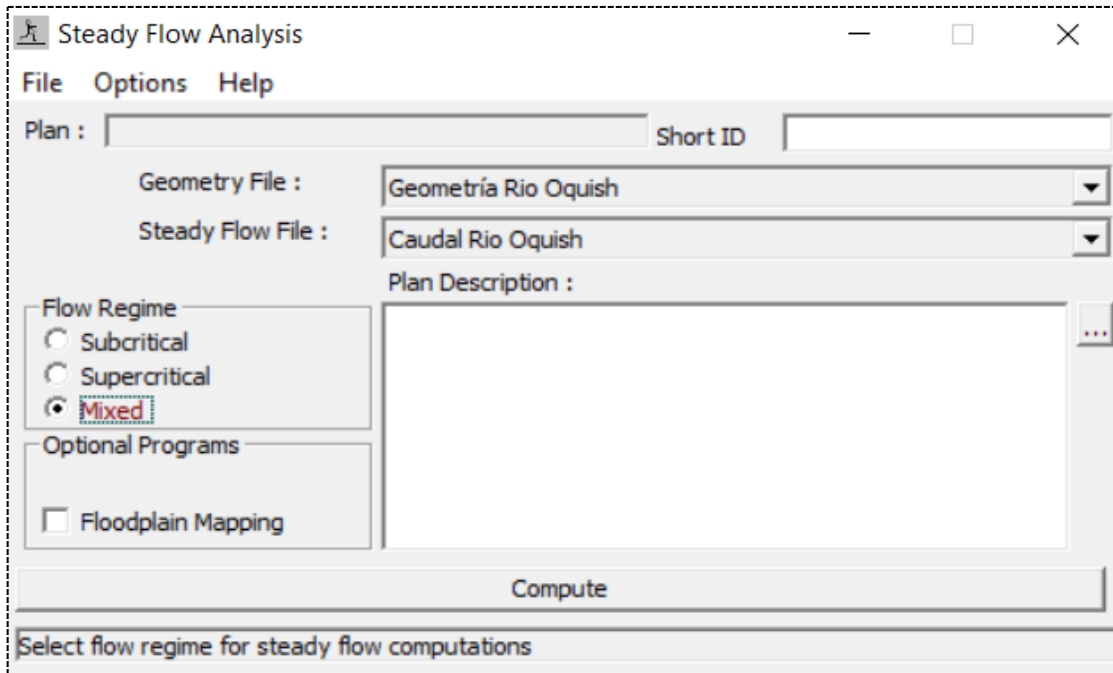 Steady Flow Analysis
File Options Help
Plan : Short ID
Geometry File : Geometría Rio Oquish
Steady Flow File : Caudal Rio Oquish
Plan Description :
Flow Regime
Subcritical
Supercritical
Mixed
Optional Programs
Floodplain Mapping
...
Compute
Select flow regime for steady flow computations